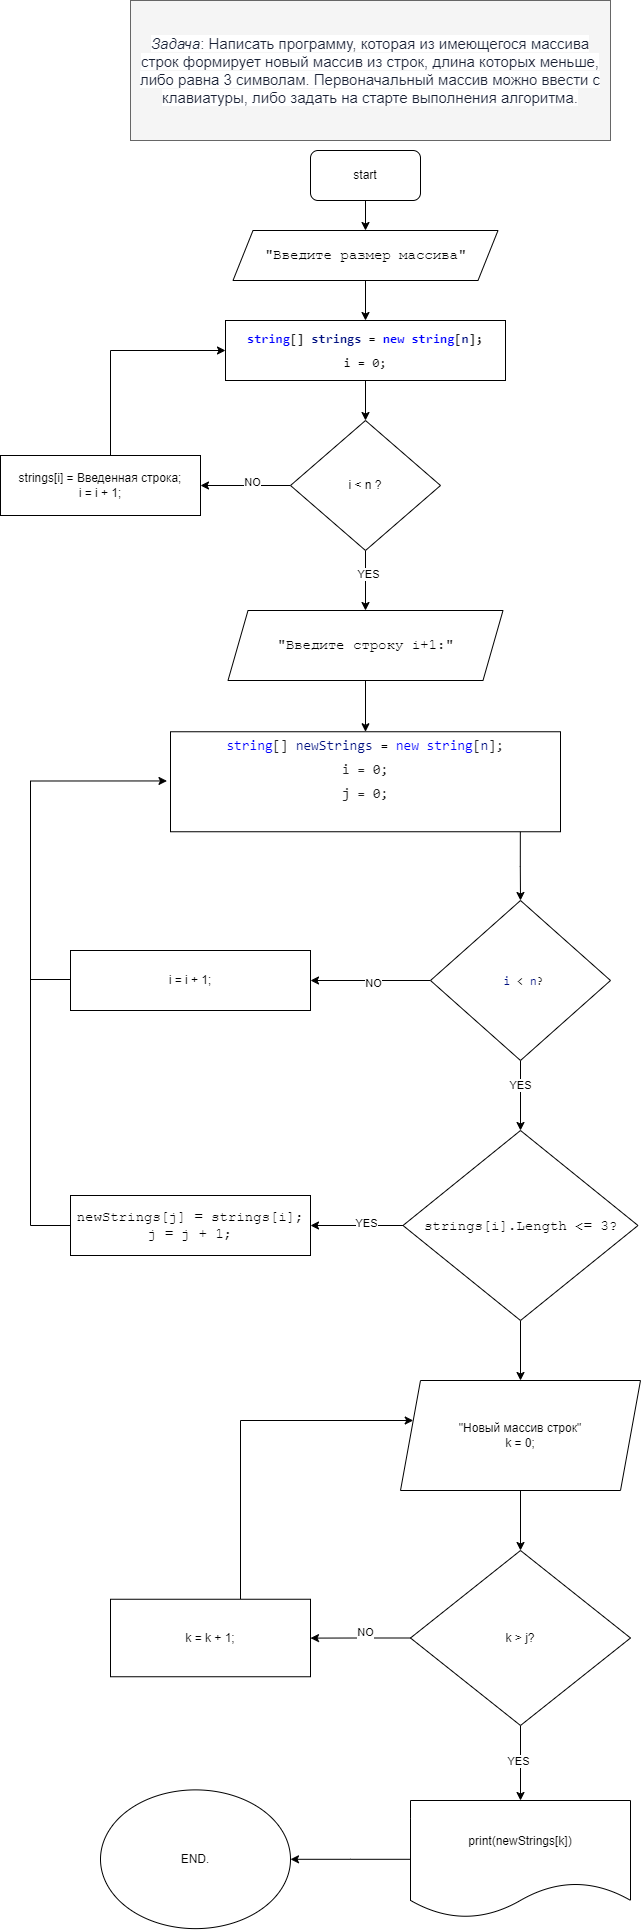 Задача: Написать программу, которая из имеющегося массива
строк формирует новый массив из строк, длина которых меньше,
либо равна 3 символам. Первоначальный массив можно ввести с
клавиатуры, либо задать на старте выполнения алгоритма.
start
"Введите размер массива"
string[] strings = new string[n];
i = 0;
strings[i] = Введенная строка;
i = i + 1;
NO
i < n ?
YES
"Введите строку i+1:"
string[] newStrings = new string[n];
i = 0;
j = 0;
i = i + 1;
NO
i < n?
YES
newStrings[j] = strings[i];
j = j + 1;
YES
strings[i].Length <= 3?
"Новый массив строк"
k = 0;
k = k + 1;
NO
k > j?
YES
print(newStrings[k])
END.